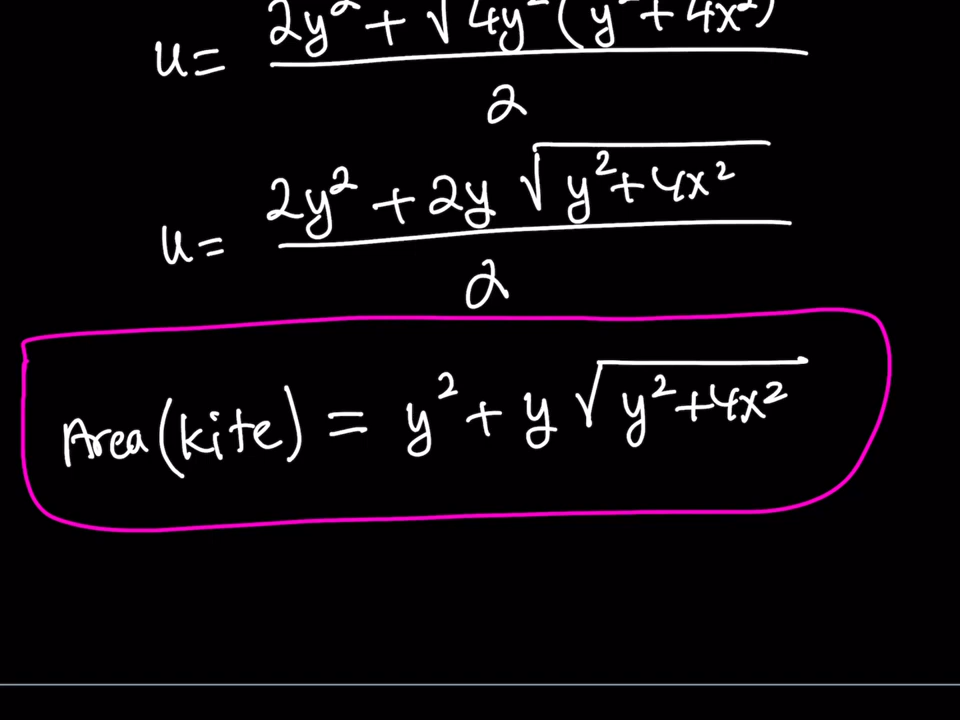 u = (2y² + √(4y²(y² + 4x²))) / 2
u = (2y² + 2y √(y² + 4x²)) / 2
Area(kite) = y² + y √(y² + 4x²)